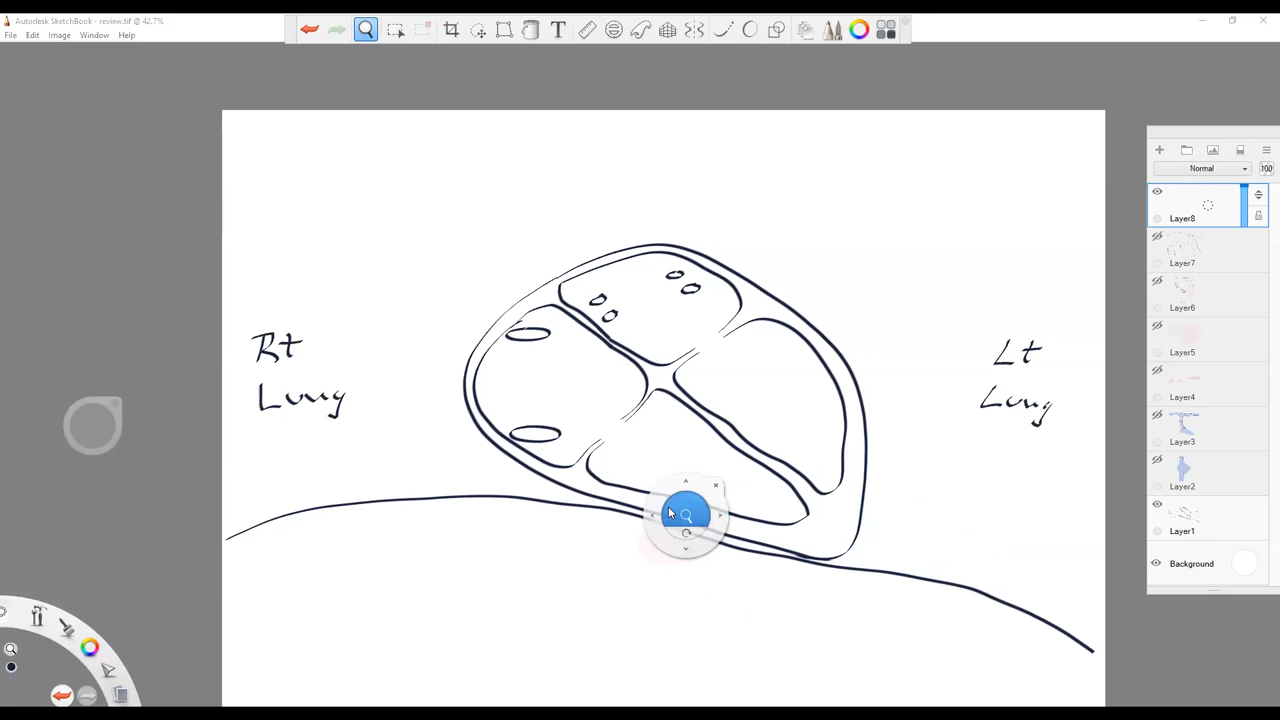 Autodesk SketchBook - review.tif @ 42.7%
File Edit Image Window Help
T
Normal 100
Layer8
Layer7
Layer6
Layer5
Layer4
Layer3
Layer2
Layer1
Background
Rt
Lung
Lt
Lung